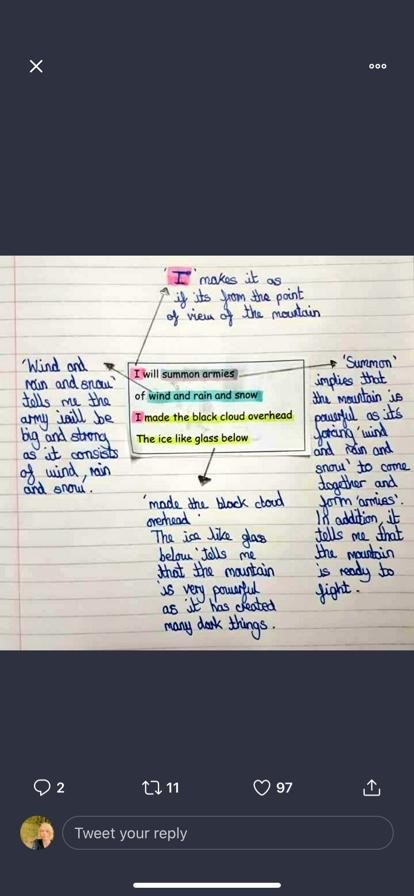 'I' makes it as
if its from the point
of view of the mountain
'Wind and
rain and snow'
tells me the
army will be
big and strong
as it consists
of wind, rain
and snow.
I will summon armies
of wind and rain and snow
I made the black cloud overhead
The ice like glass below
'Summon'
implies that
the mountain is
powerful as its
forcing 'wind
and rain and
snow' to come
together and
form 'armies'.
In addition, it
tells me that
the mountain
is ready to
fight.
'made the black cloud
overhead
The ice like glass
below' tells me
that the mountain
is very powerful
as it has created
many dark things.
2
11
97
Tweet your reply